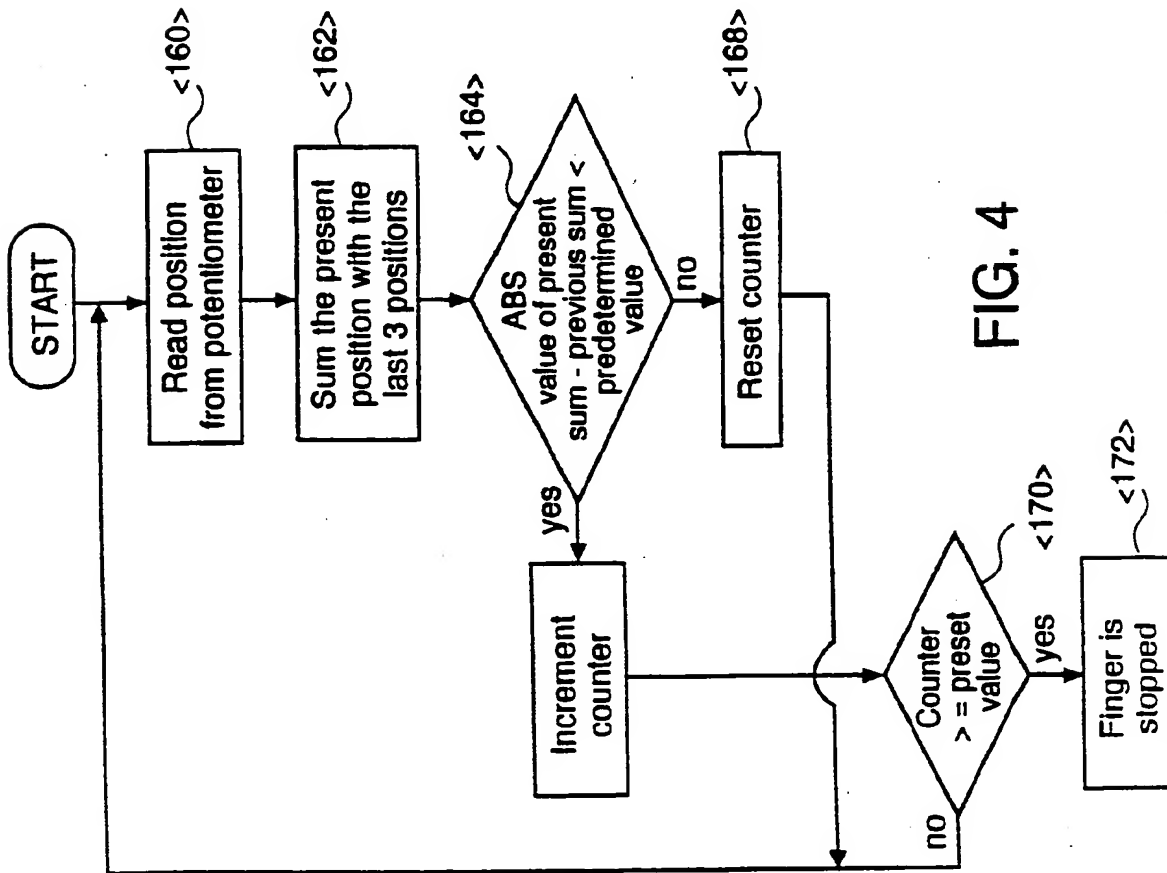 START
Read position
from potentiometer
<160>
Sum the present
position with the
last 3 positions
<162>
ABS
value of present
sum - previous sum <
predetermined
value
<164>
yes
no
Increment
counter
Reset counter
<168>
Counter
> = preset
value
<170>
no
yes
Finger is
stopped
<172>
FIG. 4